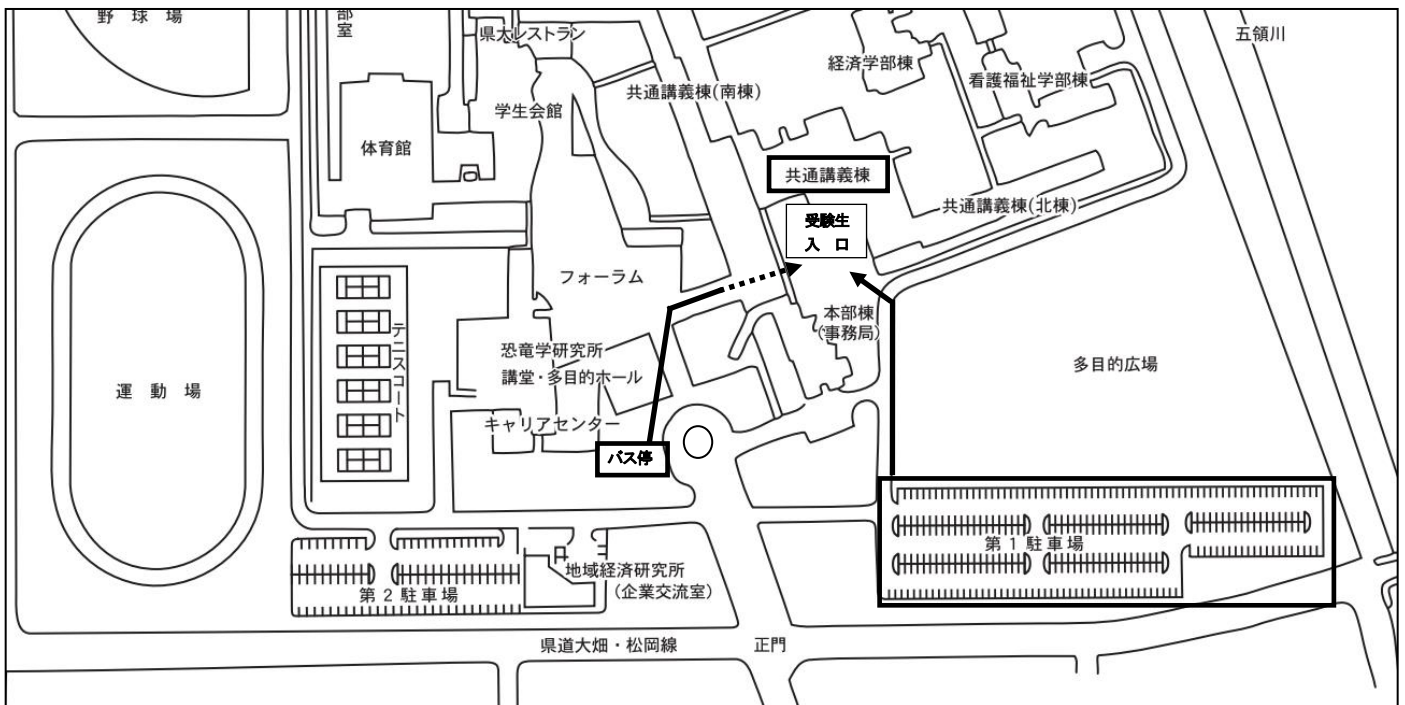 野球場
部室
県大レストラン
五領川
経済学部棟
看護福祉学部棟
共通講義棟(南棟)
学生会館
体育館
共通講義棟
共通講義棟(北棟)
受験生
入口
フォーラム
本部棟
(事務局)
テニスコート
恐竜学研究所
講堂・多目的ホール
多目的広場
運動場
キャリアセンター
バス停
第1駐車場
地域経済研究所
(企業交流室)
第2駐車場
県道大畑・松岡線
正門